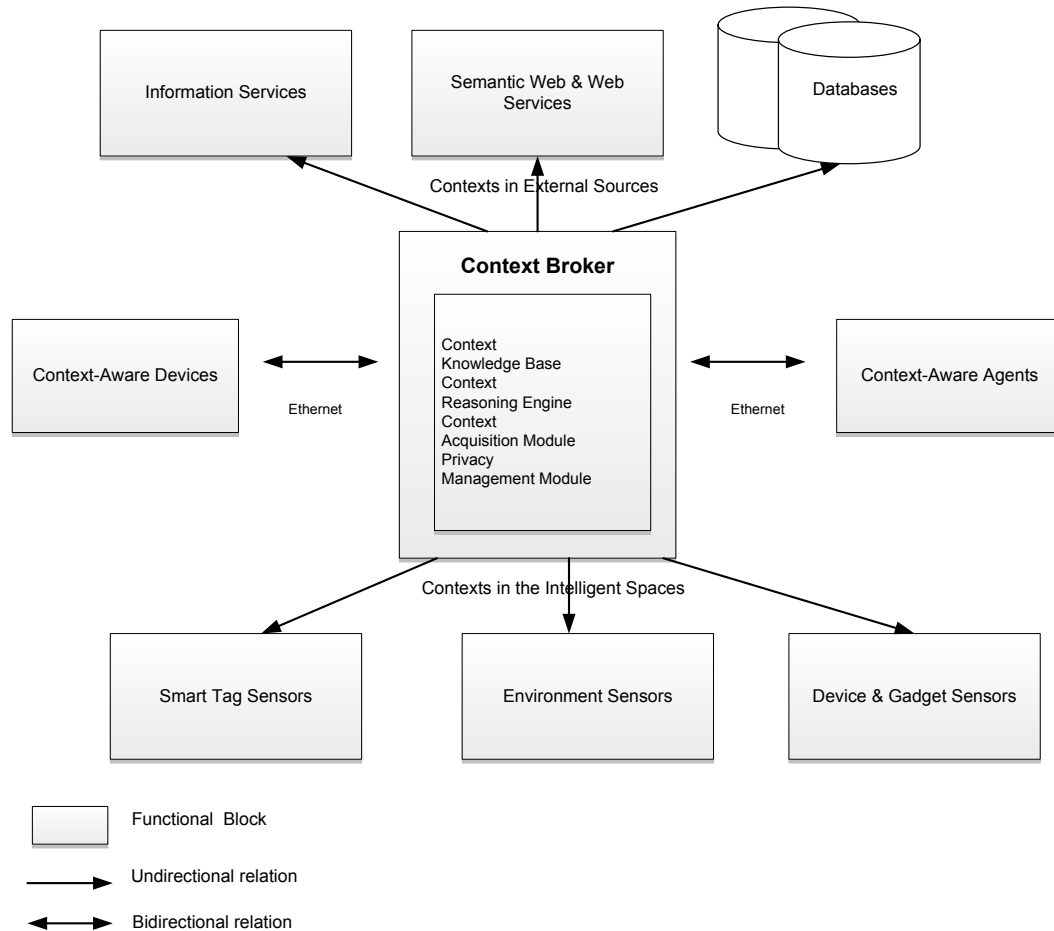 Information Services
Semantic Web & Web
Services
Databases
Contexts in External Sources
Context Broker
Context
Knowledge Base
Context
Reasoning Engine
Context
Acquisition Module
Privacy
Management Module
Context-Aware Devices
Ethernet
Context-Aware Agents
Ethernet
Contexts in the Intelligent Spaces
Smart Tag Sensors
Environment Sensors
Device & Gadget Sensors
Functional Block
Undirectional relation
Bidirectional relation